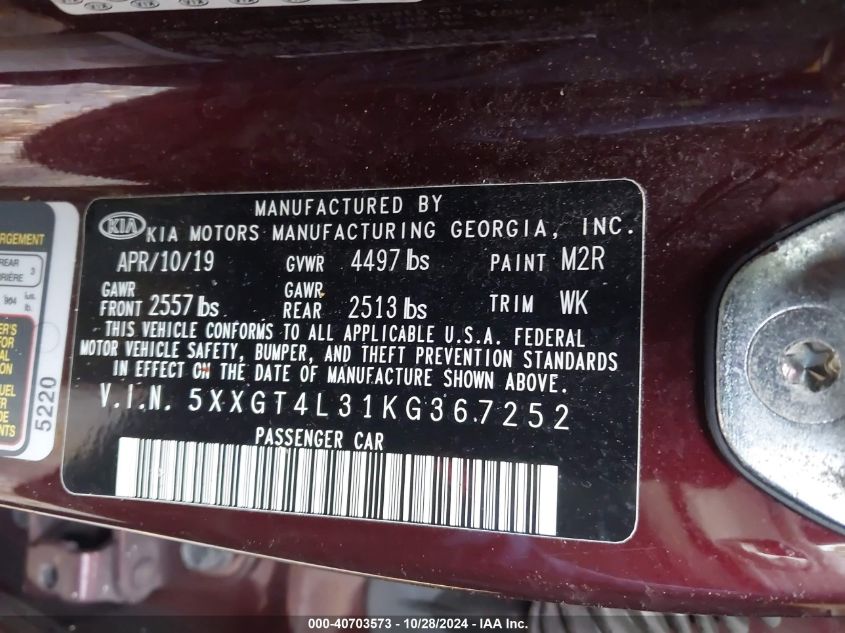 MANUFACTURED BY
KIA KIA MOTORS MANUFACTURING GEORGIA, INC.
APR/10/19 GVWR 4497 lbs PAINT M2R
GAWR FRONT 2557 lbs GAWR REAR 2513 lbs TRIM WK
THIS VEHICLE CONFORMS TO ALL APPLICABLE U.S.A. FEDERAL
MOTOR VEHICLE SAFETY, BUMPER, AND THEFT PREVENTION STANDARDS
IN EFFECT ON THE DATE OF MANUFACTURE SHOWN ABOVE.
V.I.N. 5XXGT4L31KG367252
PASSENGER CAR
REAR
3
5220
000-40703573 - 10/28/2024 - IAA Inc.